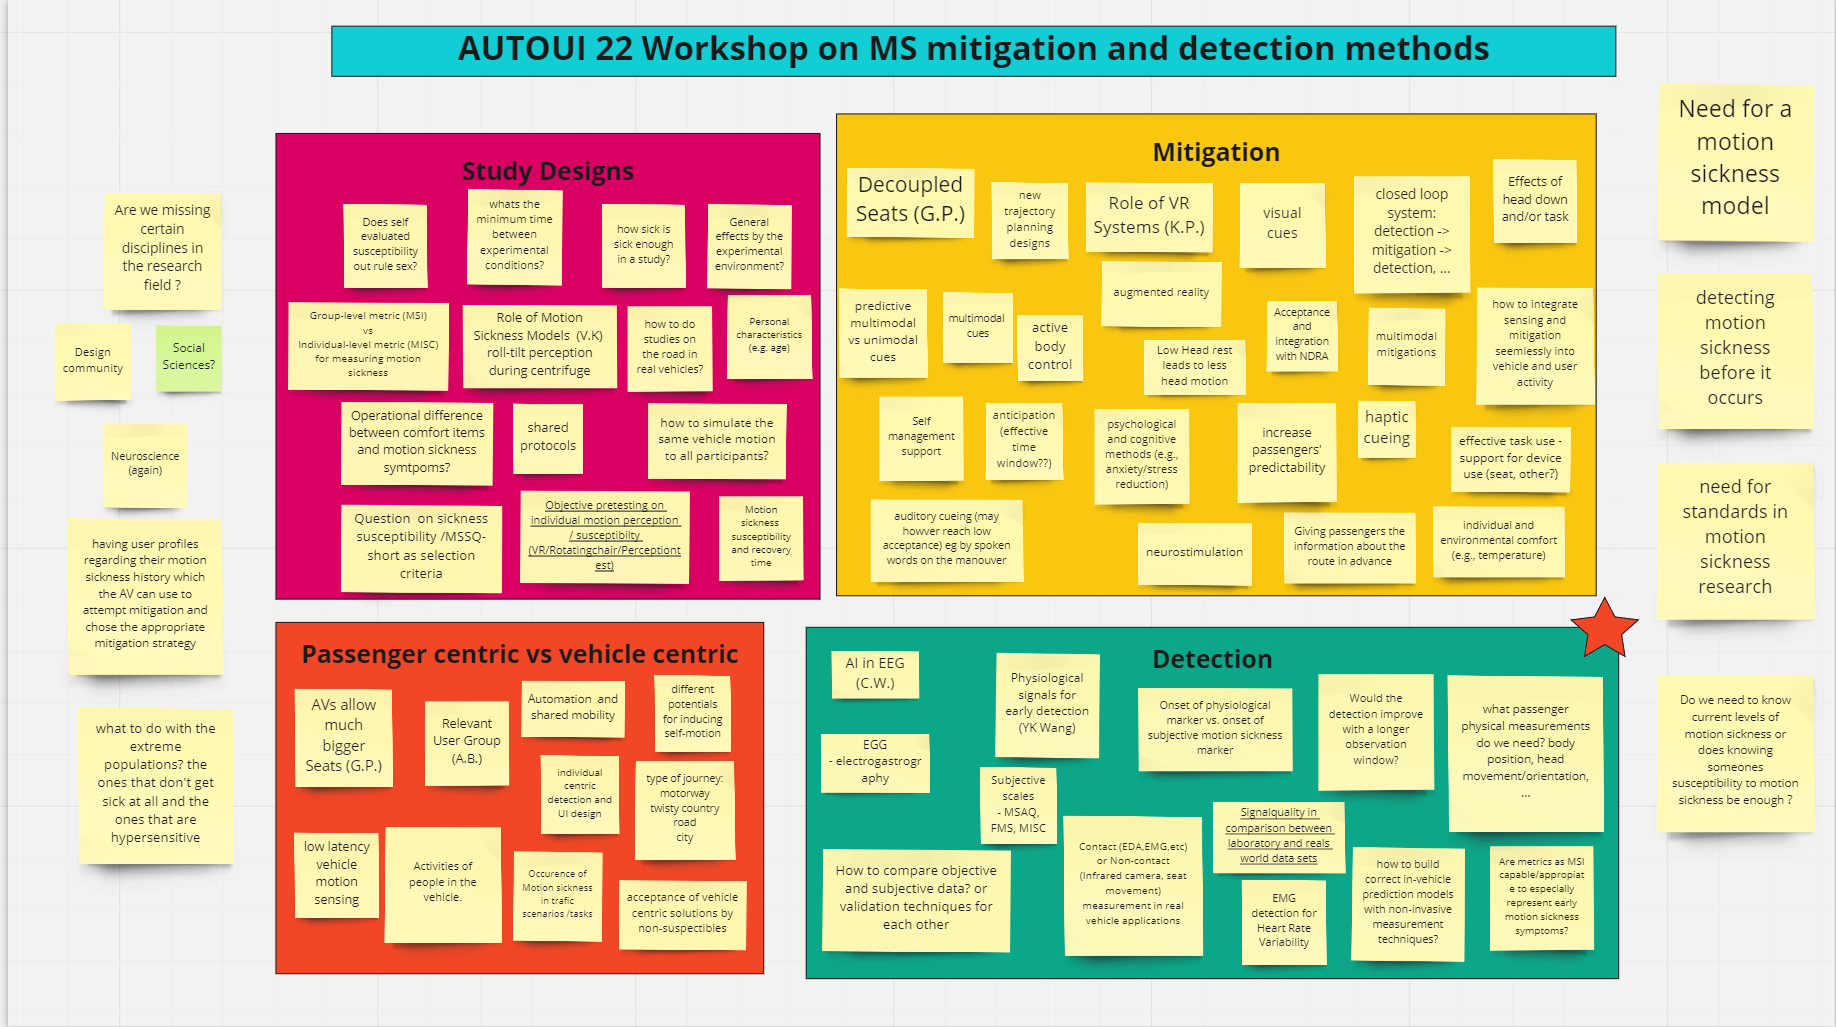 AUTOUI 22 Workshop on MS mitigation and detection methods
Are we missing
certain
disciplines in
the research
field ?
Design
community
Social
Sciences?
Neuroscience
(again)
having user profiles
regarding their motion
sickness history which
the AV can use to
attempt mitigation and
chose the appropriate
mitigation strategy
what to do with the
extreme
populations? the
ones that don't get
sick at all and the
ones that are
hypersensitive
Study Designs
Does self
evaluated
susceptibility
out rule sex?
whats the
minimum time
between
experimental
conditions?
how sick is
sick enough
in a study?
General
effects by the
experimental
environment?
Group-level metric (MSI)
vs
Individual-level metric (MISC)
for measuring motion
sickness
Role of Motion
Sickness Models (V.K)
roll-tilt perception
during centrifuge
how to do
studies on
the road in
real vehicles?
Personal
characteristics
(e.g. age)
Operational difference
between comfort items
and motion sickness
symtpoms?
shared
protocols
how to simulate the
same vehicle motion
to all participants?
Question on sickness
susceptibility /MSSQ-
short as selection
criteria
Objective pretesting on
individual motion perception
/ susceptibilty
(VR/Rotatingchair/Perceptiont
est)
Motion
sickness
susceptibility
and recovery
time
Mitigation
Decoupled
Seats (G.P.)
new
trajectory
planning
designs
Role of VR
Systems (K.P.)
visual
cues
closed loop
system:
detection ->
mitigation ->
detection, ...
Effects of
head down
and/or task
predictive
multimodal
vs unimodal
cues
multimodal
cues
active
body
control
augmented reality
Low Head rest
leads to less
head motion
Acceptance
and
integration
with NDRA
multimodal
mitigations
how to integrate
sensing and
mitigation
seemlessly into
vehicle and user
activity
Self
management
support
anticipation
(effective
time
window??)
psychological
and cognitive
methods (e.g.,
anxiety/stress
reduction)
increase
passengers'
predictability
haptic
cueing
effective task use -
support for device
use (seat, other?)
auditory cueing (may
howver reach low
acceptance) eg by spoken
words on the manouver
neurostimulation
Giving passengers the
information about the
route in advance
individual and
environmental comfort
(e.g., temperature)
Passenger centric vs vehicle centric
AVs allow
much
bigger
Seats (G.P.)
Relevant
User Group
(A.B.)
Automation and
shared mobility
different
potentials
for inducing
self-motion
individual
centric
detection and
UI design
type of journey:
motorway
twisty country
road
city
low latency
vehicle
motion
sensing
Activities of
people in the
vehicle.
Occurence of
Motion sickness
in trafic
scenarios /tasks
acceptance of vehicle
centric solutions by
non-suspectibles
Detection
AI in EEG
(C.W.)
Physiological
signals for
early detection
(YK Wang)
Onset of physiological
marker vs. onset of
subjective motion sickness
marker
Would the
detection improve
with a longer
observation
window?
what passenger
physical measurements
do we need? body
position, head
movement/orientation,
...
EGG
- electrogastrogr
aphy
Subjective
scales
- MSAQ,
FMS, MISC
How to compare objective
and subjective data? or
validation techniques for
each other
Contact (EDA,EMG,etc)
or Non-contact
(Infrared camera, seat
movement)
measurement in real
vehicle applications
Signalquality in
comparison between
laboratory and reals
world data sets
EMG
detection for
Heart Rate
Variability
how to build
correct in-vehicle
prediction models
with non-invasive
measurement
techniques?
Are metrics as MSI
capable/appropiat
e to especially
represent early
motion sickness
symptoms?
Need for a
motion
sickness
model
detecting
motion
sickness
before it
occurs
need for
standards in
motion
sickness
research
Do we need to know
current levels of
motion sickness or
does knowing
someones
susceptibility to motion
sickness be enough ?